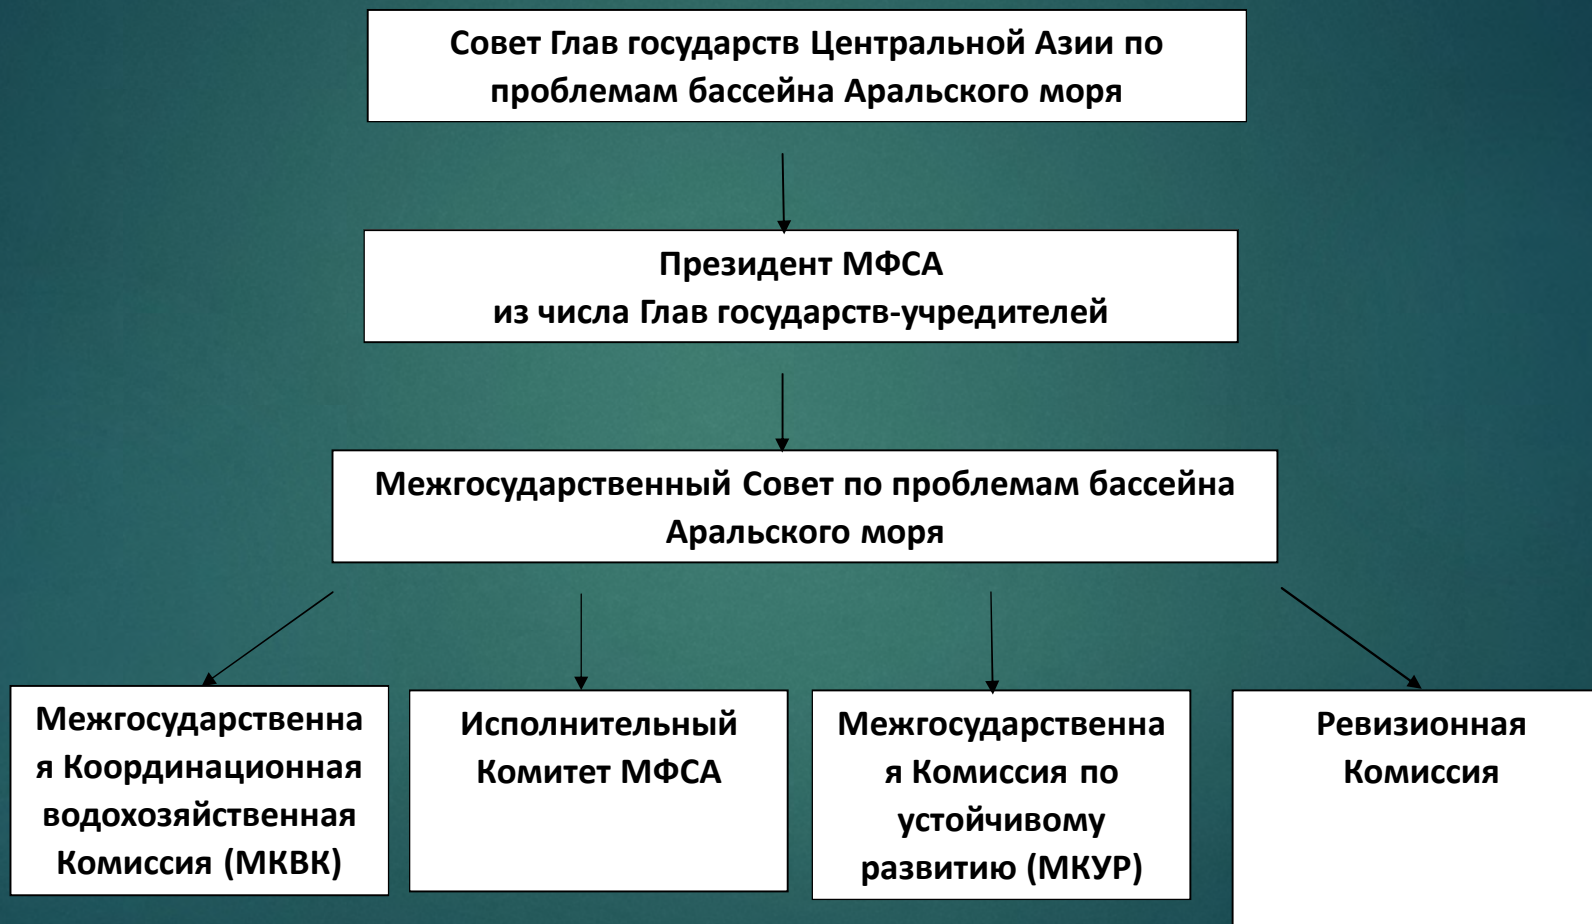 Совет Глав государств Центральной Азии по
проблемам бассейна Аральского моря
Президент МФСА
из числа Глав государств-учредителей
Межгосударственный Совет по проблемам бассейна
Аральского моря
Межгосударственна
я Координационная
водохозяйственная
Комиссия (МКВК)
Исполнительный
Комитет МФСА
Межгосударственна
я Комиссия по
устойчивому
развитию (МКУР)
Ревизионная
Комиссия